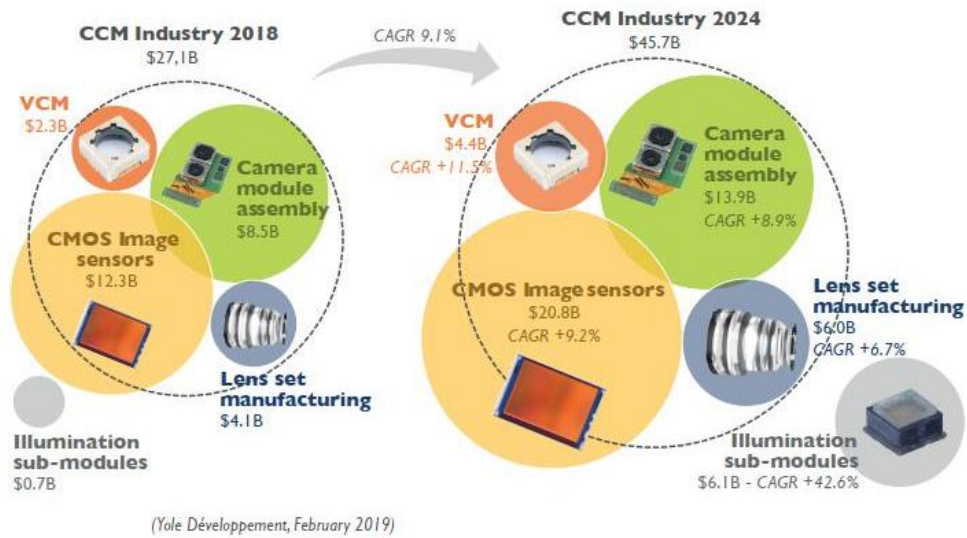 CCM Industry 2018
$27,1B
CAGR 9.1%
CCM Industry 2024
$45.7B
VCM
$2.3B
Camera
module
assembly
$8.5B
CMOS Image
sensors
$12.3B
Lens set
manufacturing
$4.1B
Illumination
sub-modules
$0.7B
VCM
$4.4B
CAGR +11.5%
Camera
module
assembly
$13.9B
CAGR +8.9%
CMOS Image sensors
$20.8B
CAGR +9.2%
Lens set
manufacturing
$6.0B
CAGR +6.7%
Illumination
sub-modules
$6.1B - CAGR +42.6%
(Yole Développement, February 2019)